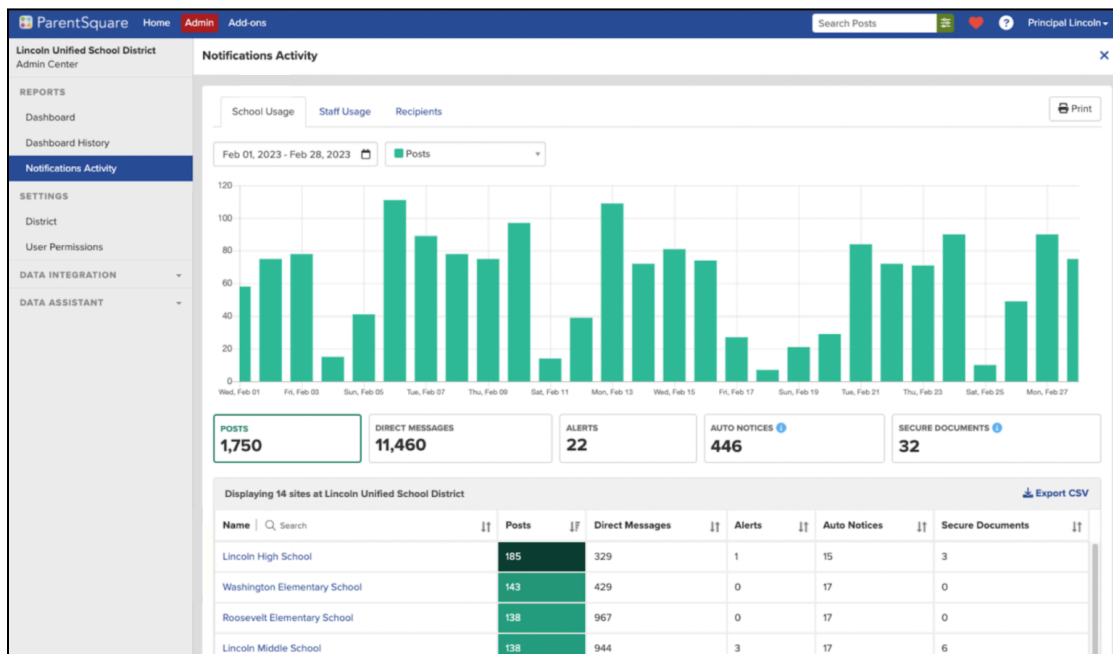 ParentSquare Home Admin Add-ons Search Posts ? Principal Lincoln
Lincoln Unified School District
Admin Center
Notifications Activity
REPORTS
Dashboard
Dashboard History
Notifications Activity
SETTINGS
District
User Permissions
DATA INTEGRATION
DATA ASSISTANT
School Usage Staff Usage Recipients Print
Feb 01, 2023 - Feb 28, 2023 Posts
120
100
80
60
40
20
0
Wed, Feb 01 Fri, Feb 03 Sun, Feb 05 Tue, Feb 07 Thu, Feb 09 Sat, Feb 11 Mon, Feb 13 Wed, Feb 15 Fri, Feb 17 Sun, Feb 19 Tue, Feb 21 Thu, Feb 23 Sat, Feb 25 Mon, Feb 27
POSTS DIRECT MESSAGES ALERTS AUTO NOTICES SECURE DOCUMENTS
1,750 11,460 22 446 32
Displaying 14 sites at Lincoln Unified School District Export CSV
Name Search Posts Direct Messages Alerts Auto Notices Secure Documents
Lincoln High School 185 329 1 15 3
Washington Elementary School 143 429 0 17 0
Roosevelt Elementary School 138 967 0 17 0
Lincoln Middle School 138 944 3 17 6